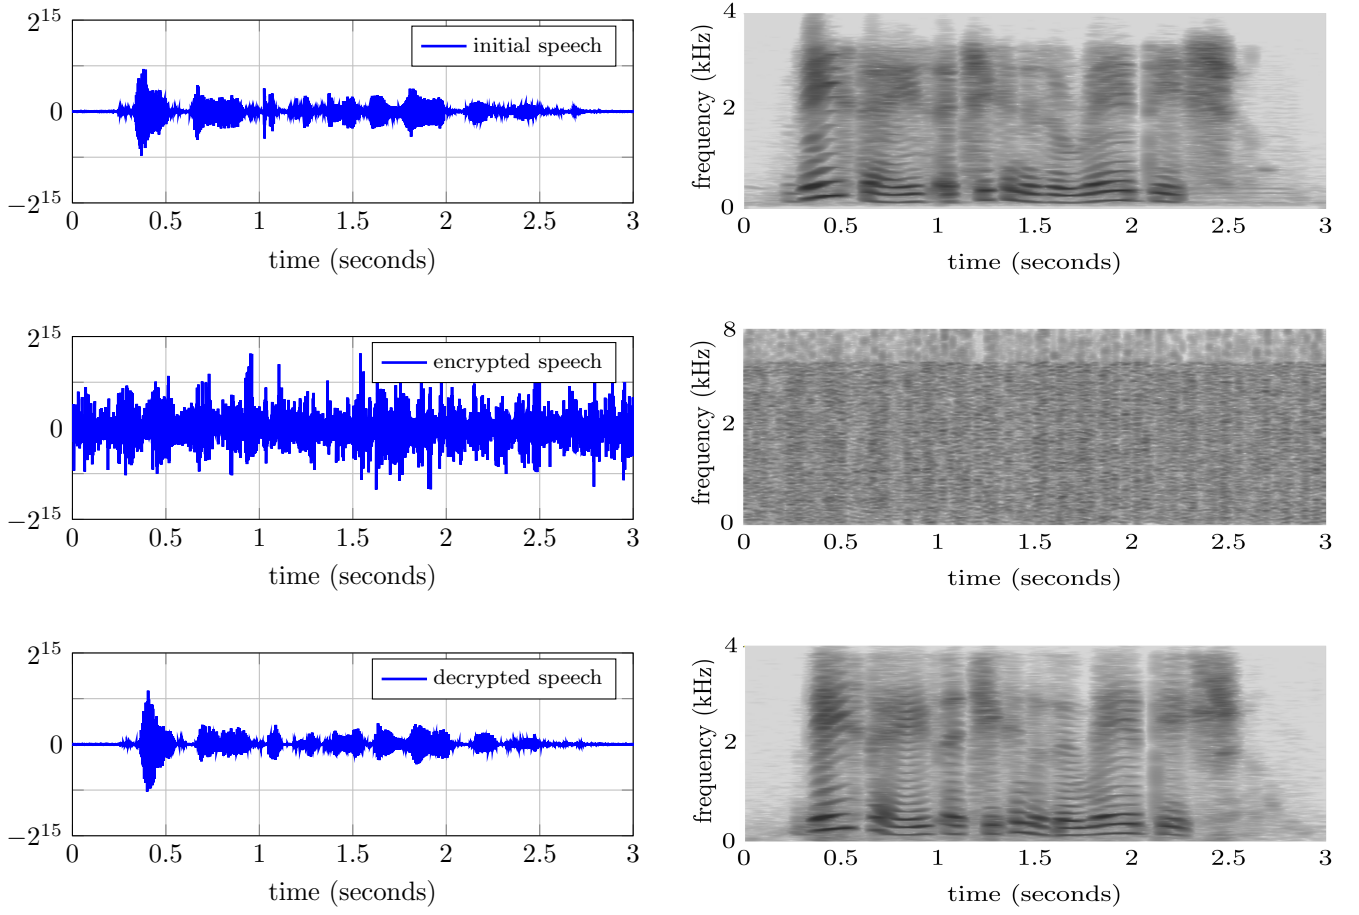 2^15
initial speech
0
−2^15
0 0.5 1 1.5 2 2.5 3
time (seconds)
4
2
0
frequency (kHz)
0 0.5 1 1.5 2 2.5 3
time (seconds)
2^15
encrypted speech
0
−2^15
0 0.5 1 1.5 2 2.5 3
time (seconds)
8
2
0
frequency (kHz)
0 0.5 1 1.5 2 2.5 3
time (seconds)
2^15
decrypted speech
0
−2^15
0 0.5 1 1.5 2 2.5 3
time (seconds)
4
2
0
frequency (kHz)
0 0.5 1 1.5 2 2.5 3
time (seconds)